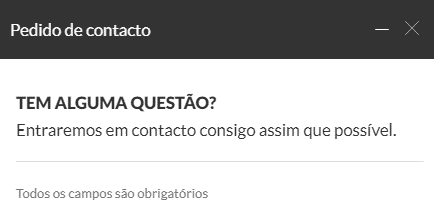 Pedido de contacto
TEM ALGUMA QUESTÃO?
Entraremos em contacto consigo assim que possível.
Todos os campos são obrigatórios